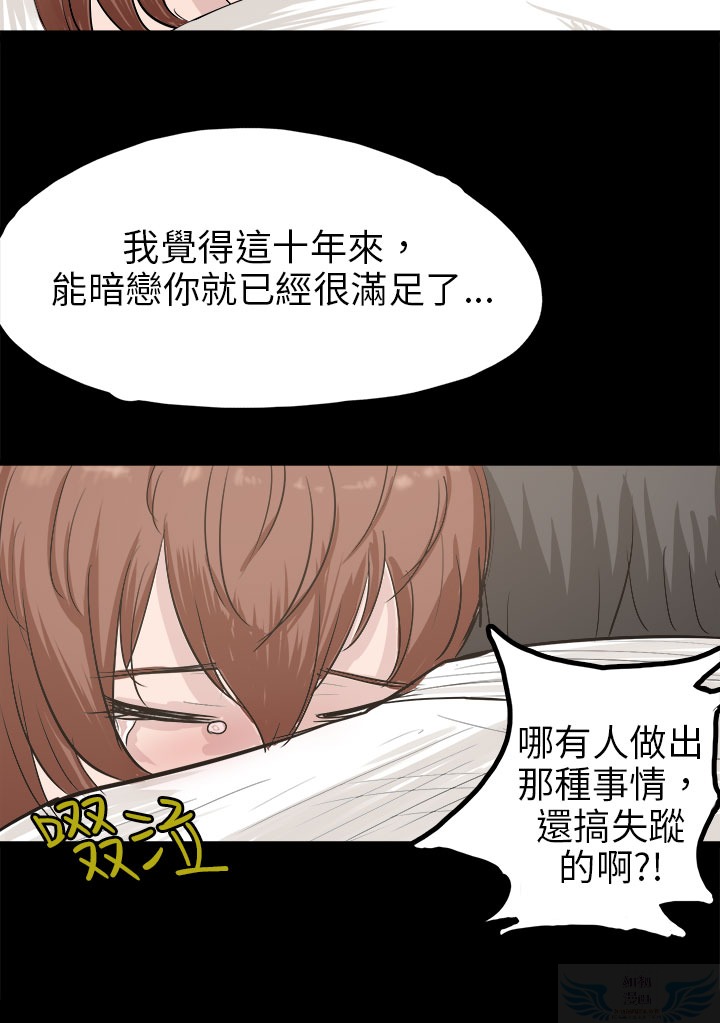 我覺得這十年來，
能暗戀你就已經很滿足了...
啜泣
哪有人做出
那種事情，
還搞失蹤
的啊?!